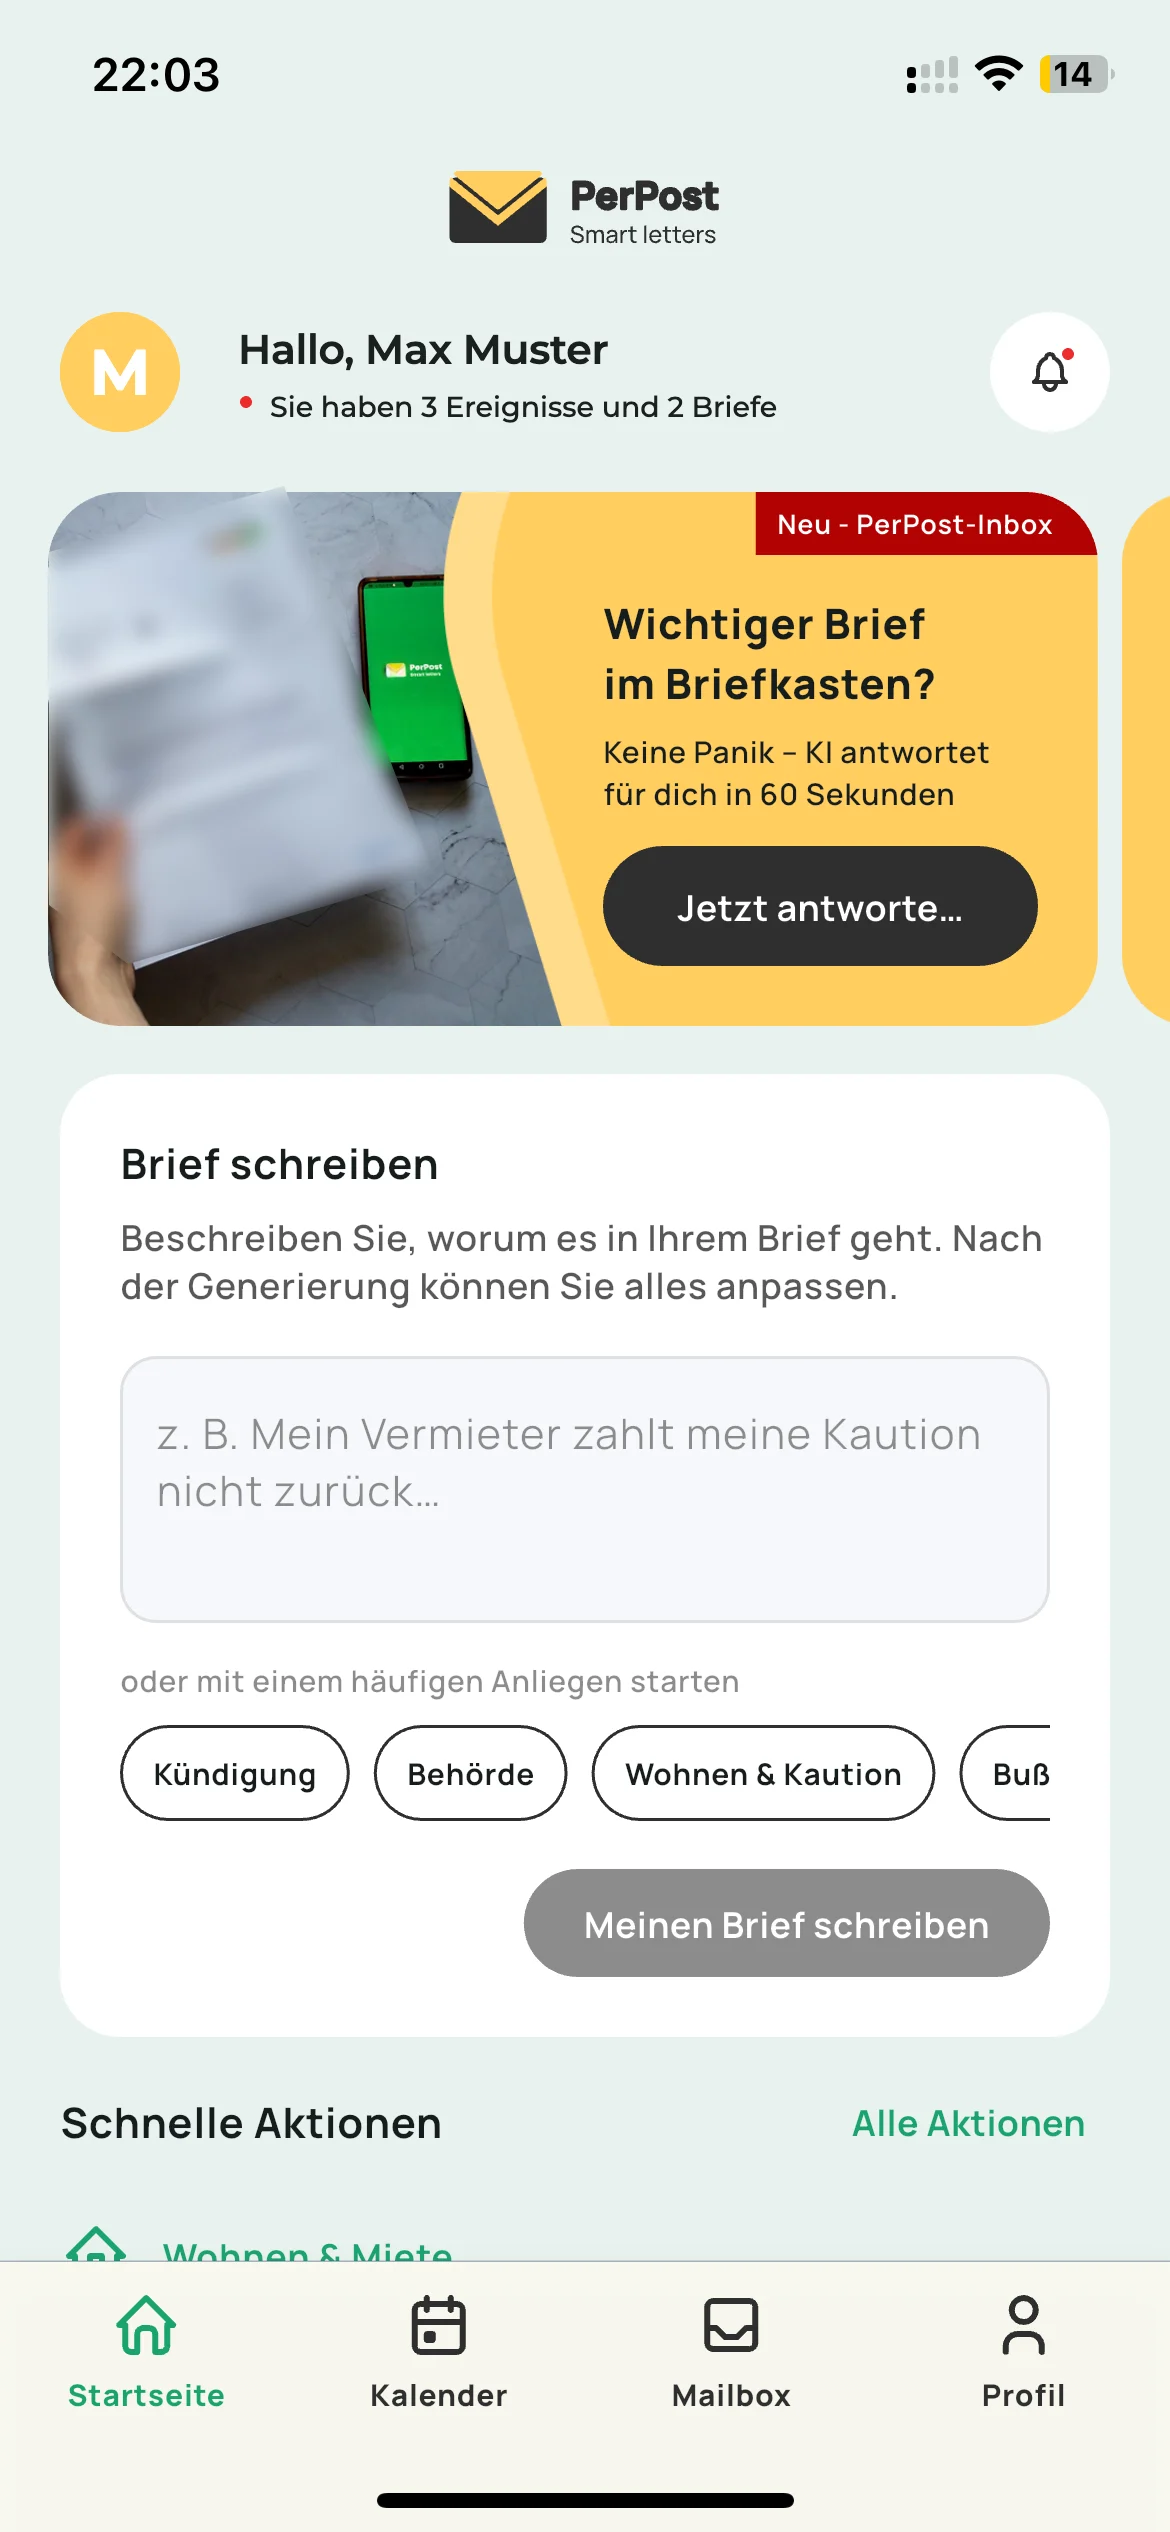 22:03
14
PerPost
Smart letters
M
Hallo, Max Muster
Sie haben 3 Ereignisse und 2 Briefe
Neu - PerPost-Inbox
PerPost
Smart letters
Wichtiger Brief
im Briefkasten?
Keine Panik – KI antwortet
für dich in 60 Sekunden
Jetzt antworte…
Brief schreiben
Beschreiben Sie, worum es in Ihrem Brief geht. Nach
der Generierung können Sie alles anpassen.
z. B. Mein Vermieter zahlt meine Kaution
nicht zurück…
oder mit einem häufigen Anliegen starten
Kündigung
Behörde
Wohnen & Kaution
Buß
Meinen Brief schreiben
Schnelle Aktionen
Alle Aktionen
Wohnen & Miete
Startseite
Kalender
Mailbox
Profil